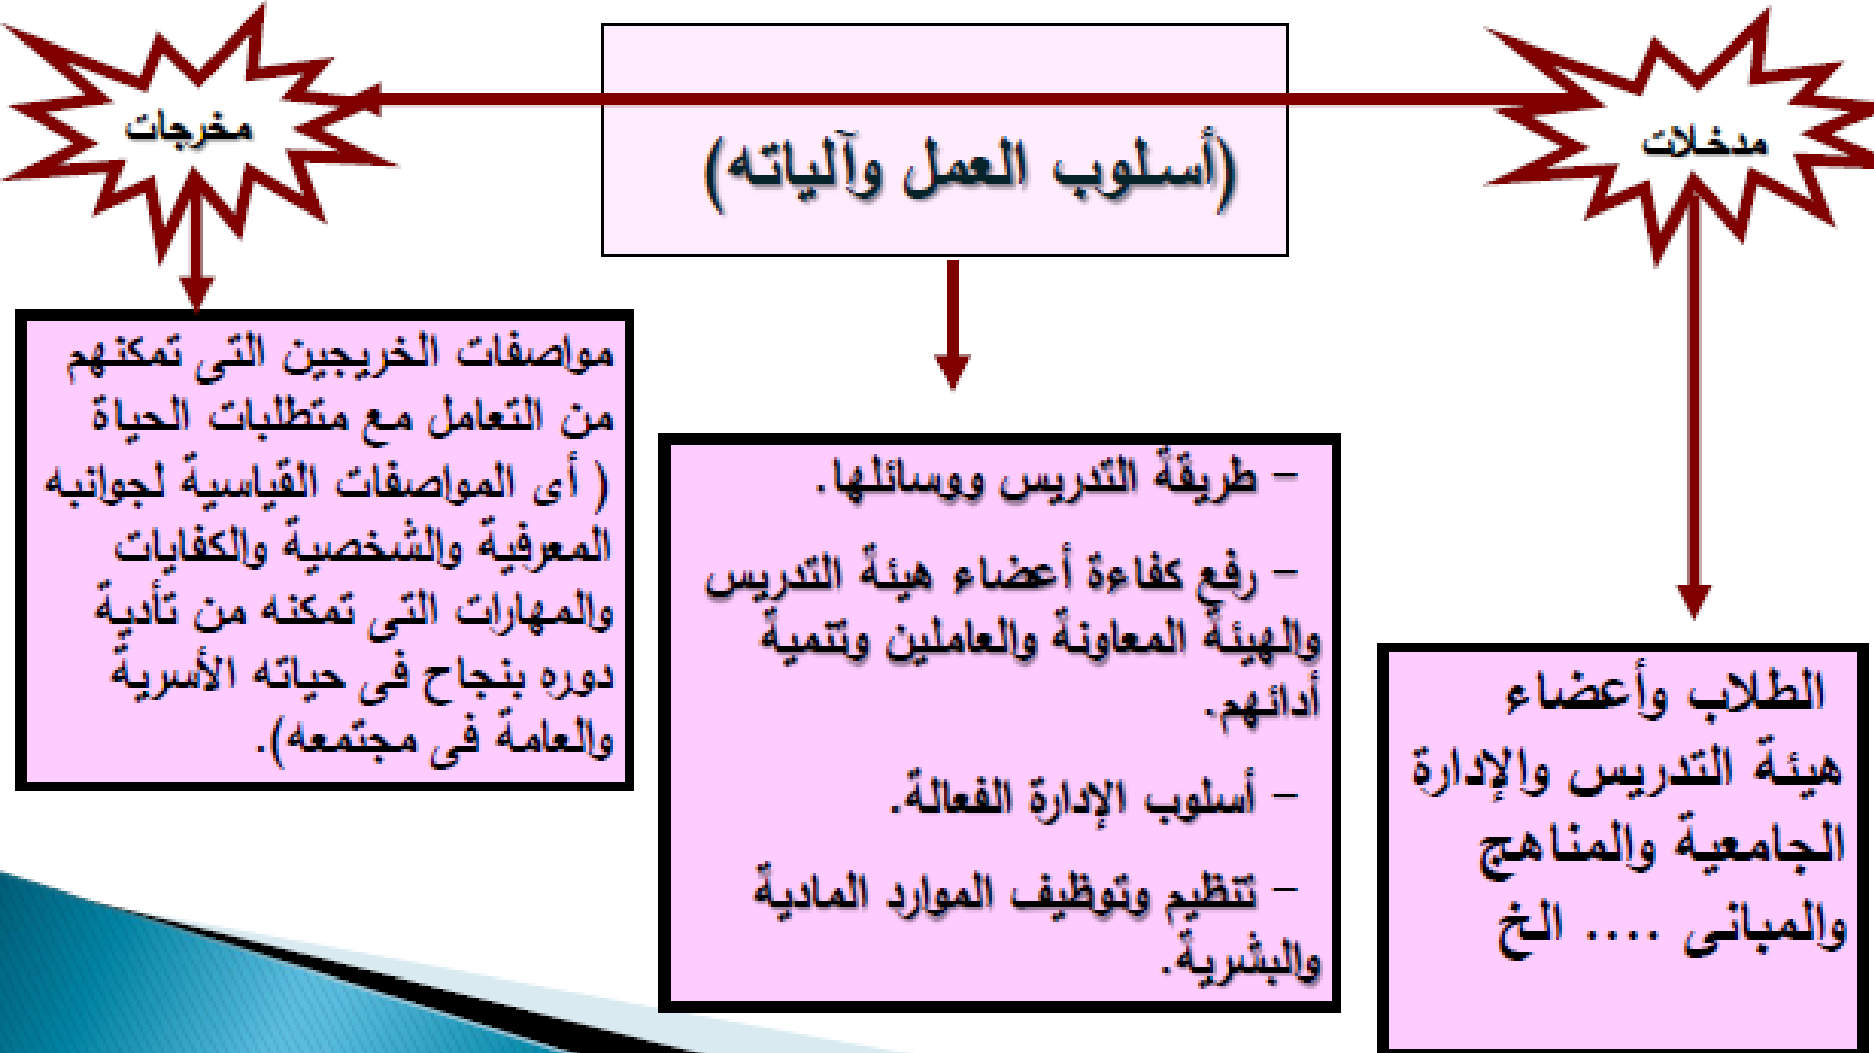 مدخلات
(أسلوب العمل وآلياته)
مخرجات
الطلاب وأعضاء
هيئة التدريس والإدارة
الجامعية والمناهج
والمبانى .... الخ
– طريقة التدريس ووسائلها.
– رفع كفاءة أعضاء هيئة التدريس
والهيئة المعاونة والعاملين وتنمية
أدائهم.
– أسلوب الإدارة الفعالة.
– تنظيم وتوظيف الموارد المادية
والبشرية.
مواصفات الخريجين التى تمكنهم
من التعامل مع متطلبات الحياة
( أى المواصفات القياسية لجوانبه
المعرفية والشخصية والكفايات
والمهارات التى تمكنه من تأدية
دوره بنجاح فى حياته الأسرية
والعامة فى مجتمعه).